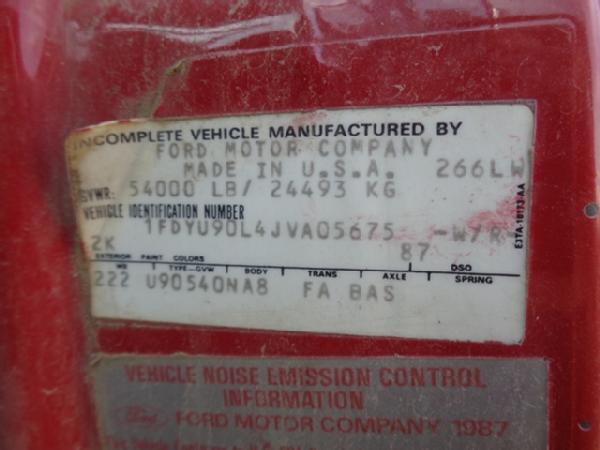 INCOMPLETE VEHICLE MANUFACTURED BY
FORD MOTOR COMPANY
MADE IN U.S.A. 266LW
GVWR: 54000 LB/ 24493 KG
VEHICLE IDENTIFICATION NUMBER
1FDYU90L4JVA05675 -W/R
2K 87
EXTERIOR PAINT COLORS DSO
WB TYPE-GVW BODY TRANS AXLE SPRING
222 U90540NA8 FA BAS
E3TA-10173-AA
VEHICLE NOISE EMISSION CONTROL
INFORMATION
Ford FORD MOTOR COMPANY 1987